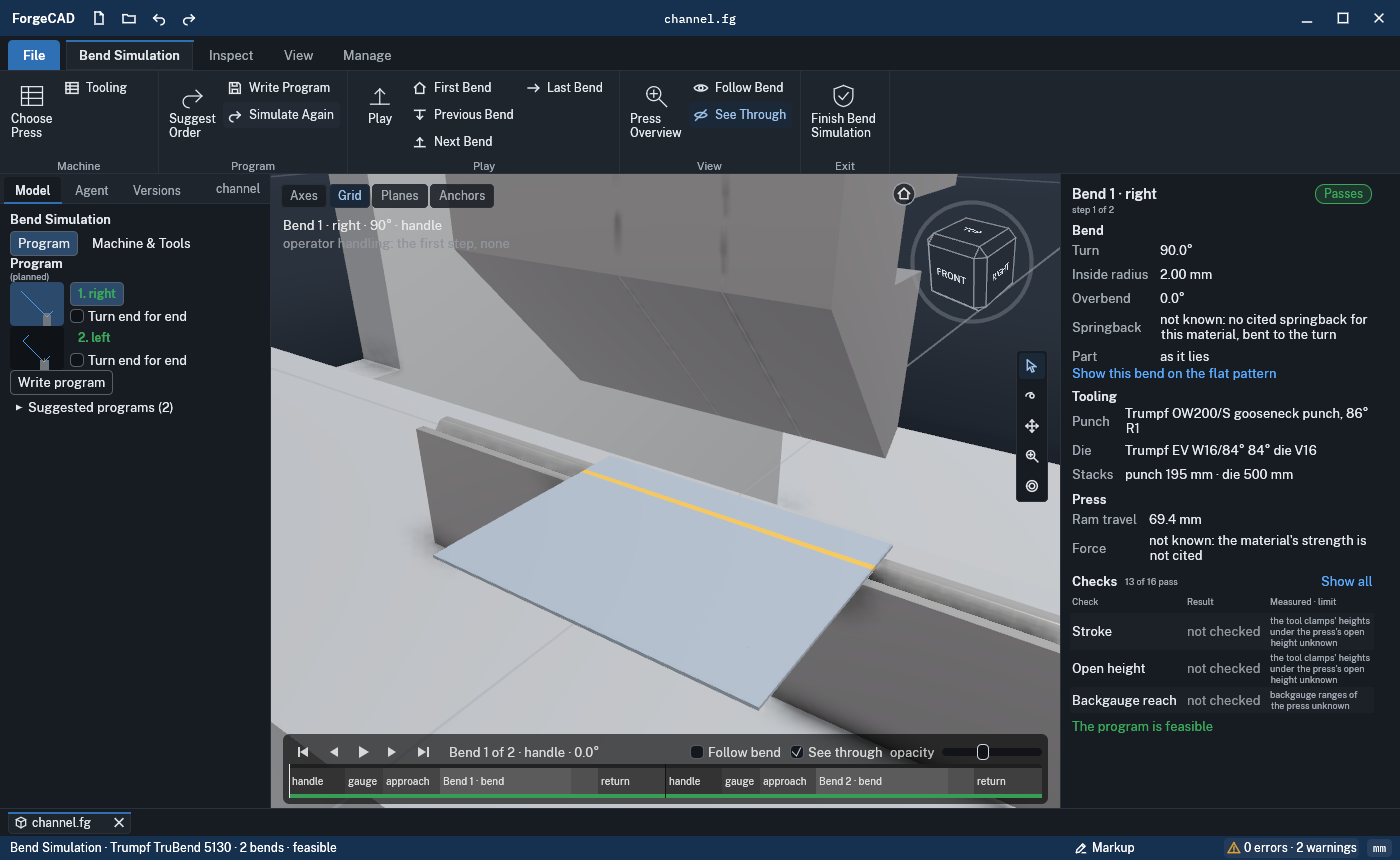 ForgeCAD
channel.fg
File
Bend Simulation
Inspect
View
Manage
Choose Press
Tooling
Machine
Suggest Order
Write Program
Simulate Again
Program
Play
First Bend
Previous Bend
Next Bend
Last Bend
Play
Press Overview
Follow Bend
See Through
View
Finish Bend Simulation
Exit
Model
Agent
Versions
channel
Bend Simulation
Program
Machine & Tools
Program
(planned)
1. right
Turn end for end
2. left
Turn end for end
Write program
Suggested programs (2)
Axes
Grid
Planes
Anchors
Bend 1 · right · 90° · handle
operator handling: the first step, none
TOP
FRONT
RIGHT
Bend 1 of 2 · handle · 0.0°
Follow bend
See through
opacity
handle
gauge
approach
Bend 1 · bend
return
handle
gauge
approach
Bend 2 · bend
return
Bend 1 · right
Passes
step 1 of 2
Bend
Turn 90.0°
Inside radius 2.00 mm
Overbend 0.0°
Springback not known: no cited springback for
this material, bent to the turn
Part as it lies
Show this bend on the flat pattern
Tooling
Punch Trumpf OW200/S gooseneck punch, 86°
R1
Die Trumpf EV W16/84° 84° die V16
Stacks punch 195 mm · die 500 mm
Press
Ram travel 69.4 mm
Force not known: the material's strength is
not cited
Checks 13 of 16 pass Show all
Check Result Measured · limit
Stroke not checked the tool clamps' heights
under the press's open
height unknown
Open height not checked the tool clamps' heights
under the press's open
height unknown
Backgauge reach not checked backgauge ranges of
the press unknown
The program is feasible
channel.fg
Bend Simulation · Trumpf TruBend 5130 · 2 bends · feasible
Markup
0 errors · 2 warnings
mm